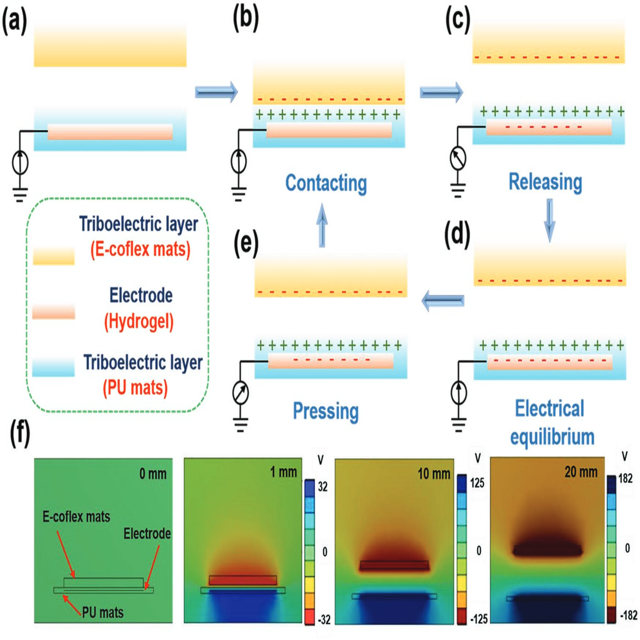 (a)
(b)
(c)
+ + + + + + + + + + + +
Contacting
Releasing
Triboelectric layer
(E-coflex mats)
Electrode
(Hydrogel)
Triboelectric layer
(PU mats)
(e)
(d)
Pressing
Electrical
equilibrium
(f)
0 mm
E-coflex mats
Electrode
PU mats
1 mm
V
32
0
-32
10 mm
V
125
0
-125
20 mm
V
182
0
-182